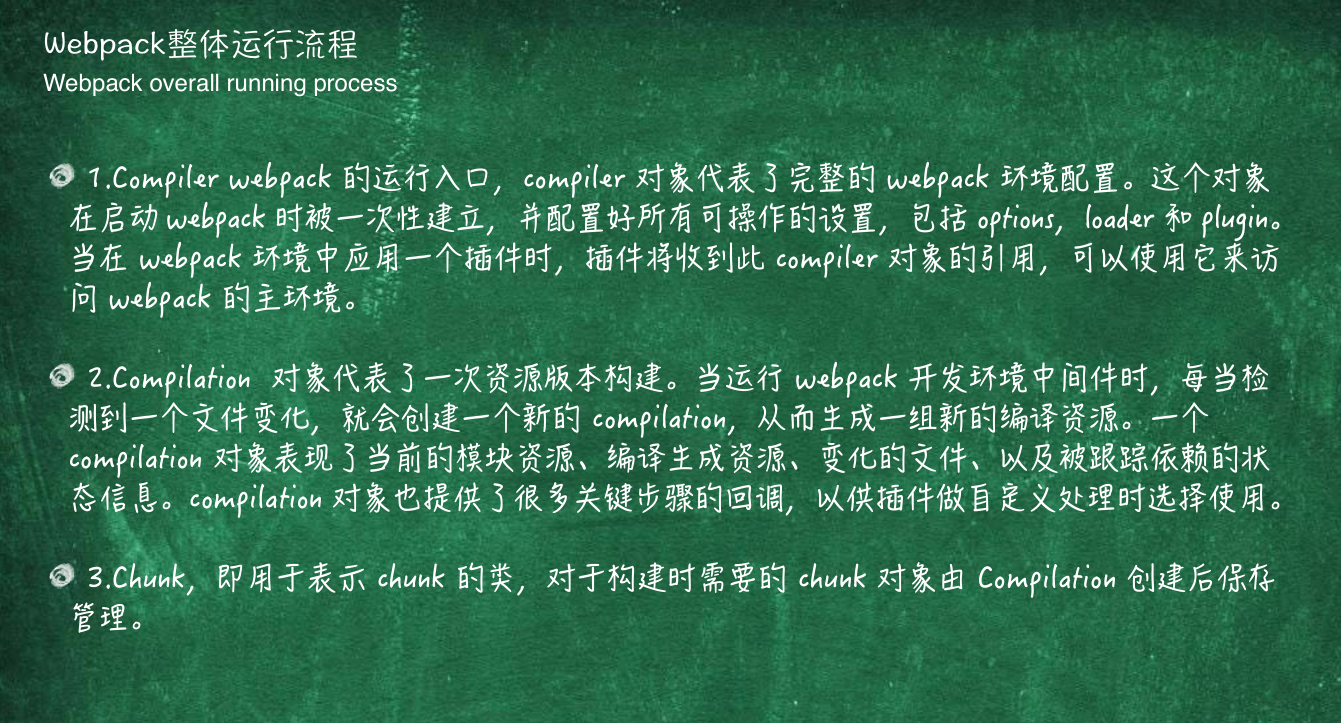 Webpack整体运行流程
Webpack overall running process
1.Compiler webpack 的运行入口，compiler 对象代表了完整的 webpack 环境配置。这个对象
在启动 webpack 时被一次性建立，并配置好所有可操作的设置，包括 options，loader 和 plugin。
当在 webpack 环境中应用一个插件时，插件将收到此 compiler 对象的引用，可以使用它来访
问 webpack 的主环境。
2.Compilation 对象代表了一次资源版本构建。当运行 webpack 开发环境中间件时，每当检
测到一个文件变化，就会创建一个新的 compilation，从而生成一组新的编译资源。一个
compilation 对象表现了当前的模块资源、编译生成资源、变化的文件、以及被跟踪依赖的状
态信息。compilation 对象也提供了很多关键步骤的回调，以供插件做自定义处理时选择使用。
3.Chunk，即用于表示 chunk 的类，对于构建时需要的 chunk 对象由 Compilation 创建后保存
管理。